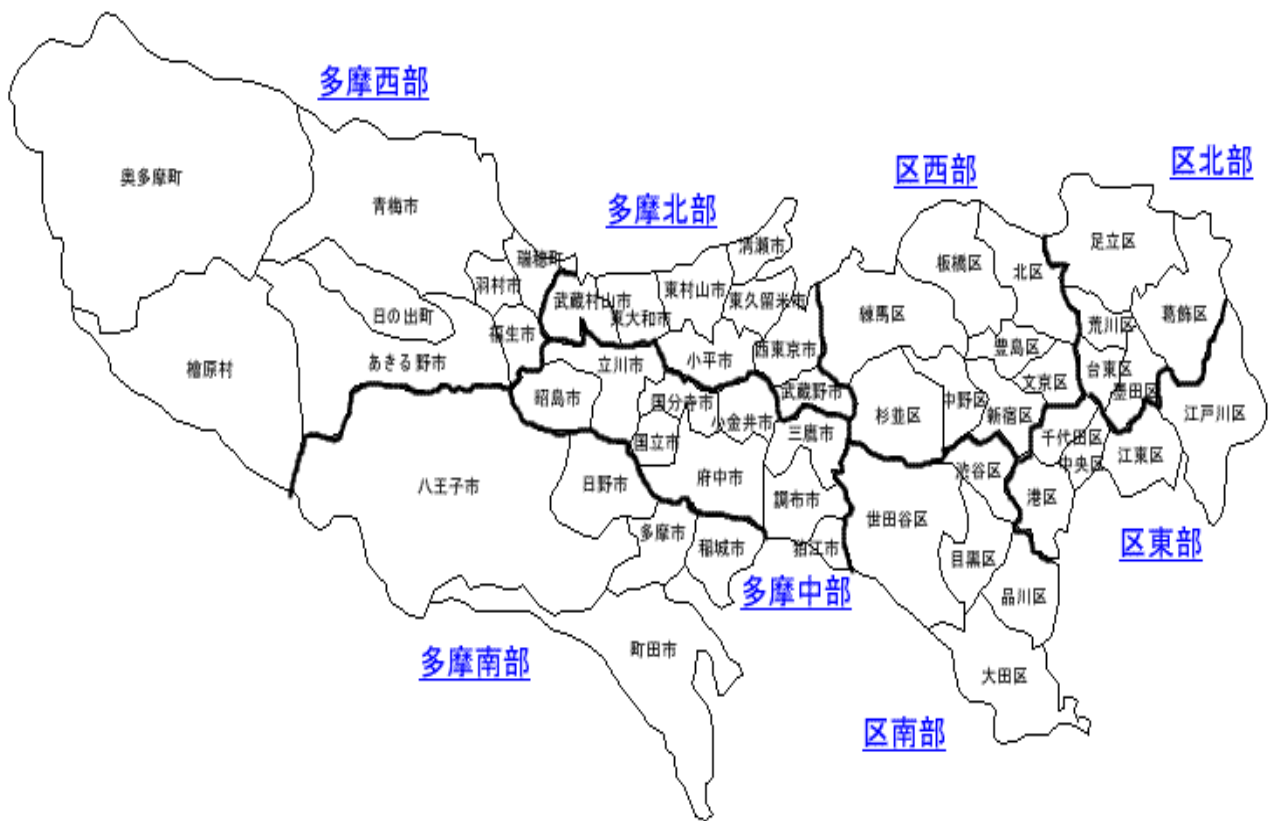 多摩西部
区北部
区西部
奥多摩町
青梅市
多摩北部
足立区
清瀬市
瑞穂町
板橋区
北区
羽村市
東村山市
武蔵村山市
東久留米市
日の出町
東大和市
練馬区
葛飾区
荒川区
福生市
豊島区
檜原村
あきる野市
立川市
小平市
西東京市
台東区
文京区
墨田区
昭島市
国分寺市
武蔵野市
中野区
杉並区
新宿区
江戸川区
小金井市
三鷹市
千代田区
国立市
中央区
江東区
渋谷区
八王子市
日野市
府中市
調布市
港区
世田谷区
多摩市
稲城市
狛江市
区東部
目黒区
多摩中部
品川区
多摩南部
町田市
大田区
区南部